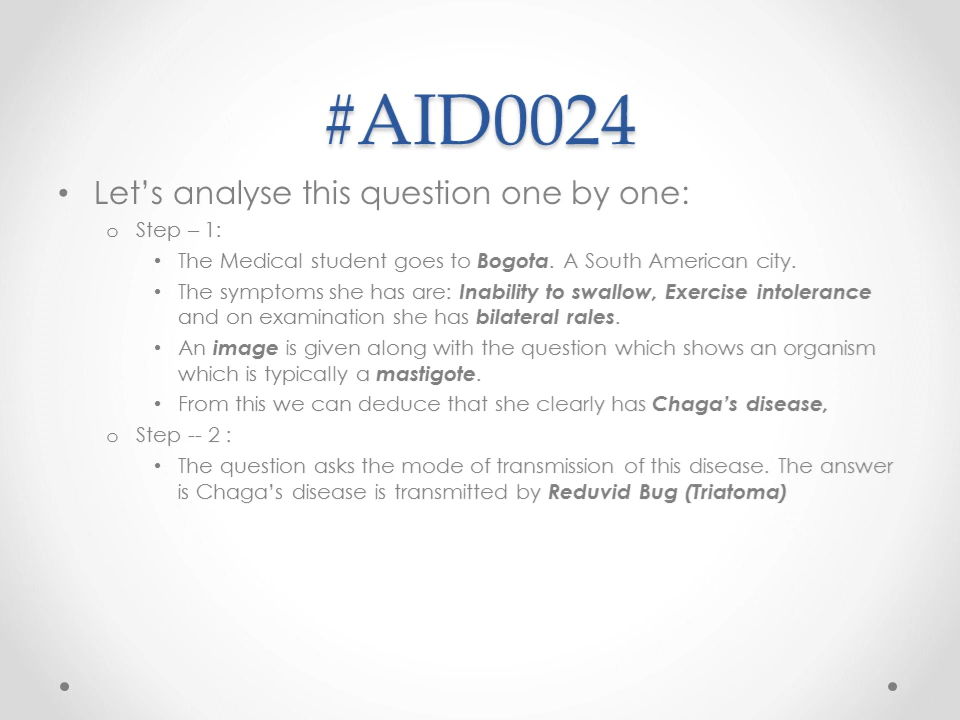 #AID0024
• Let’s analyse this question one by one:
o Step – 1:
• The Medical student goes to Bogota. A South American city.
• The symptoms she has are: Inability to swallow, Exercise intolerance
and on examination she has bilateral rales.
• An image is given along with the question which shows an organism
which is typically a mastigote.
• From this we can deduce that she clearly has Chaga’s disease,
o Step -- 2 :
• The question asks the mode of transmission of this disease. The answer
is Chaga’s disease is transmitted by Reduvid Bug (Triatoma)